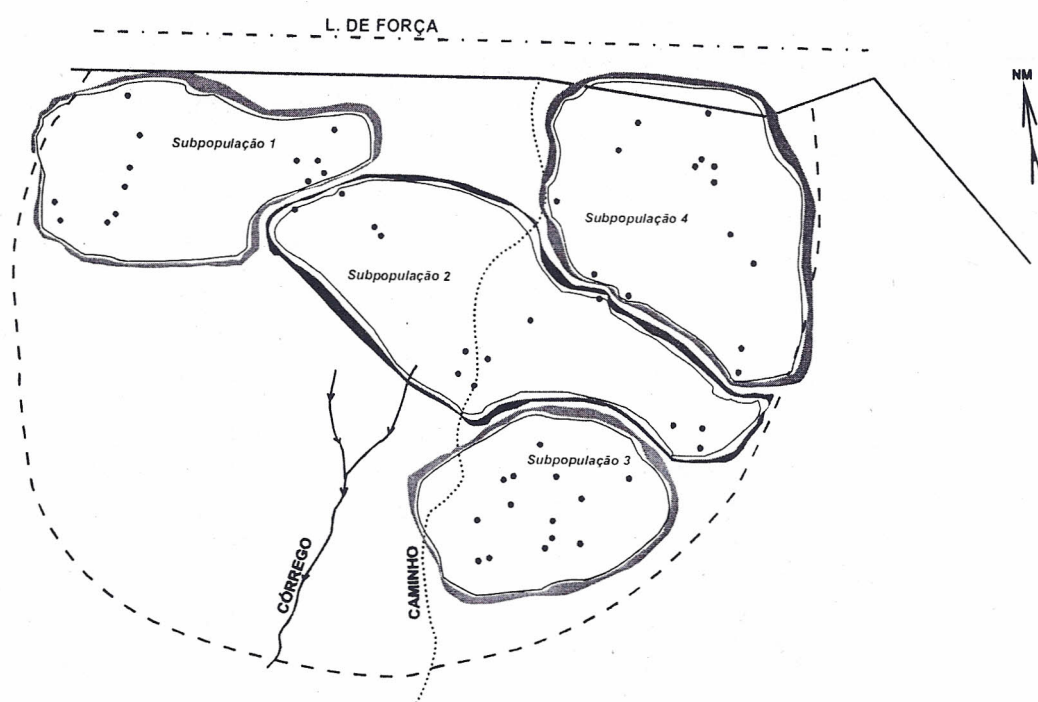 L. DE FORÇA
NM
Subpopulação 1
Subpopulação 4
Subpopulação 2
Subpopulação 3
CÓRREGO
CAMINHO